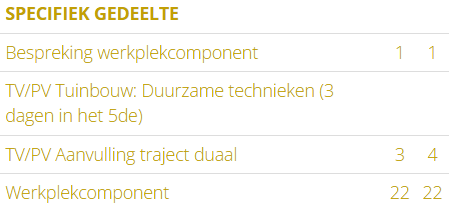 SPECIFIEK GEDEELTE
Bespreking werkplekcomponent 1 1
TV/PV Tuinbouw: Duurzame technieken (3
dagen in het 5de)
TV/PV Aanvulling traject duaal 3 4
Werkplekcomponent 22 22